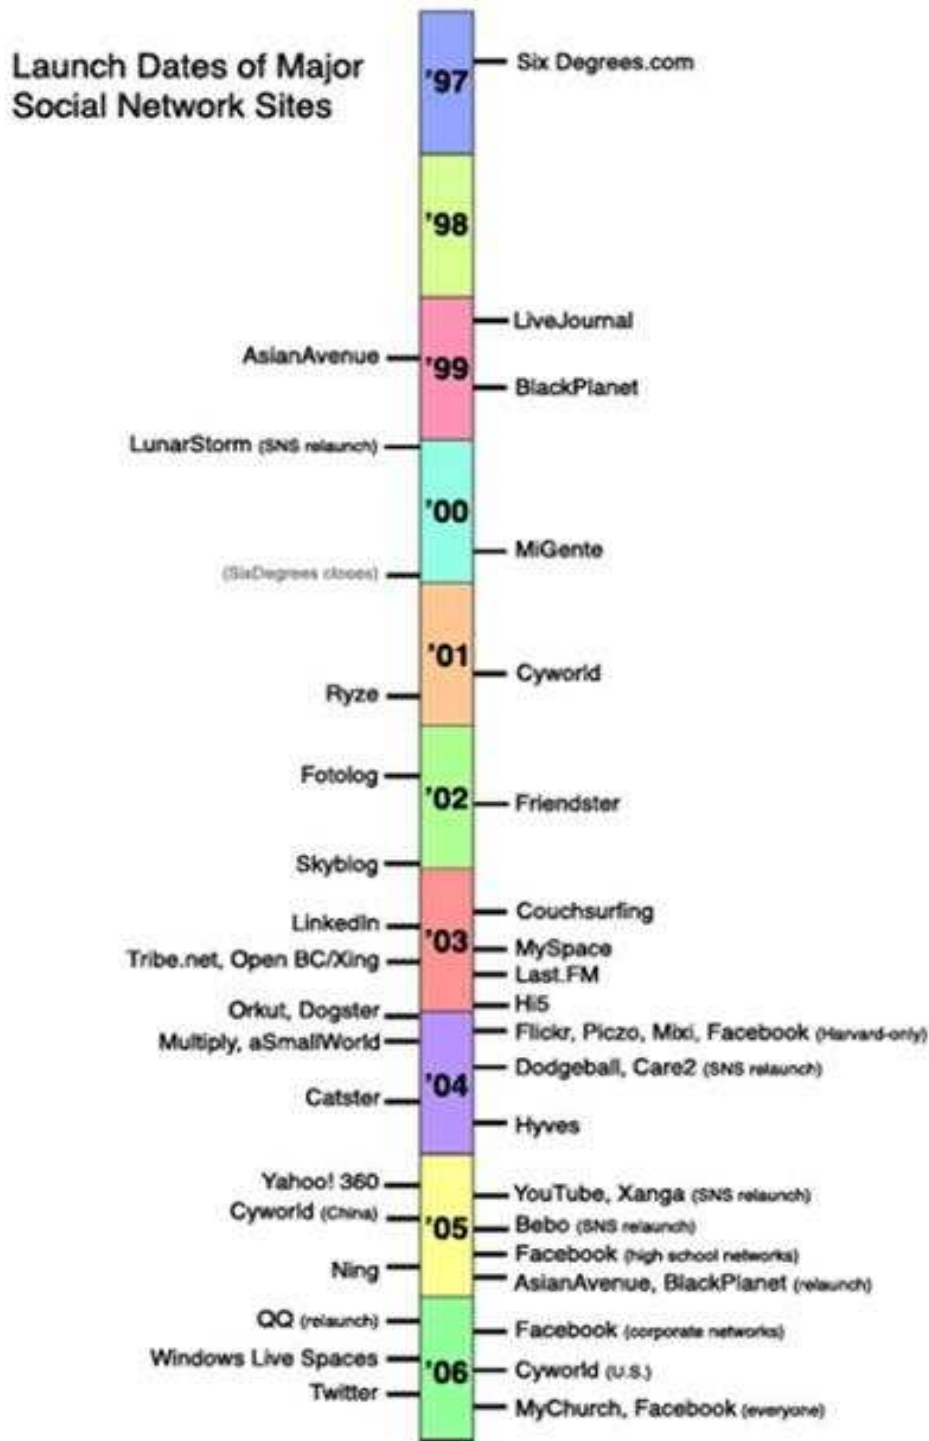 Launch Dates of Major
Social Network Sites
'97
Six Degrees.com
'98
LiveJournal
AsianAvenue
'99
BlackPlanet
LunarStorm (SNS relaunch)
'00
MiGente
(SixDegrees closes)
'01
Cyworld
Ryze
Fotolog
'02
Friendster
Skyblog
Couchsurfing
LinkedIn
'03
MySpace
Tribe.net, Open BC/Xing
Last.FM
Hi5
Orkut, Dogster
Flickr, Piczo, Mixi, Facebook (Harvard-only)
Multiply, aSmallWorld
Dodgeball, Care2 (SNS relaunch)
'04
Catster
Hyves
Yahoo! 360
YouTube, Xanga (SNS relaunch)
Cyworld (China)
'05
Bebo (SNS relaunch)
Facebook (high school networks)
Ning
AsianAvenue, BlackPlanet (relaunch)
QQ (relaunch)
Facebook (corporate networks)
Windows Live Spaces
'06
Cyworld (U.S.)
Twitter
MyChurch, Facebook (everyone)